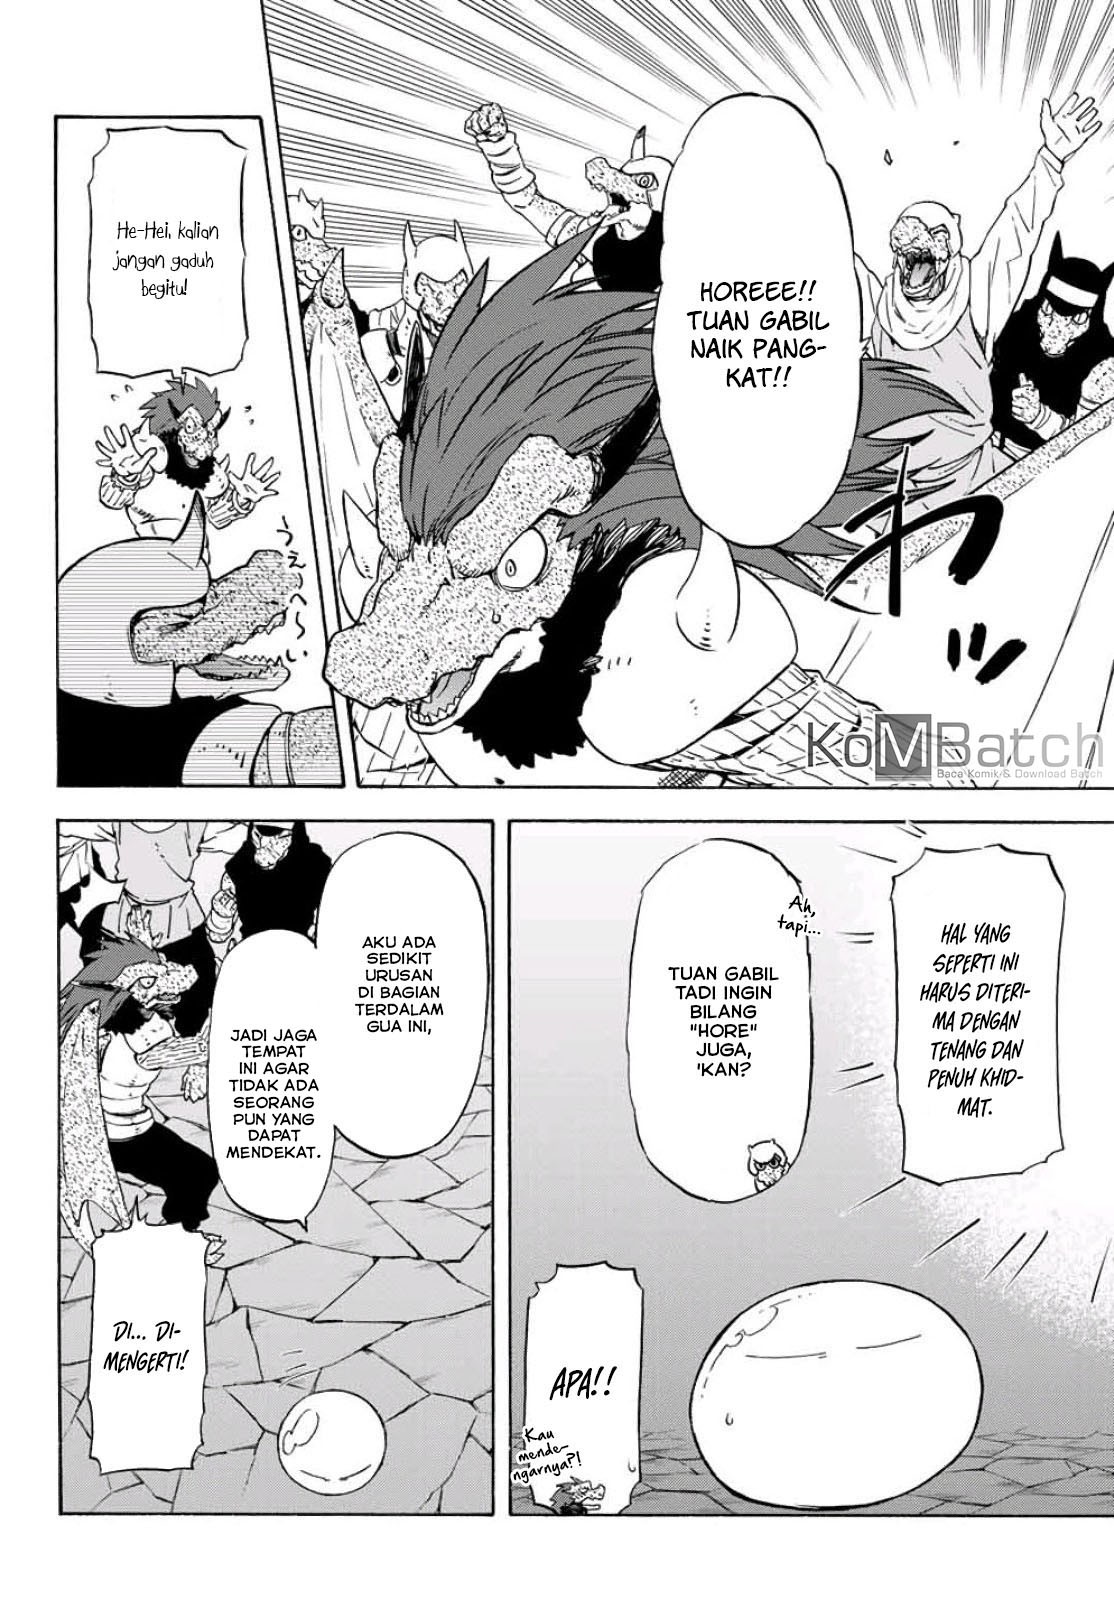 HOREEE!!
TUAN GABIL
NAIK PANG-
KAT!!
ワッ
He-Hei, kalian
jangan gaduh
begitu!
え〜〜
KoMBatch
Baca Komik & Download Batch
HAL YANG
SEPERTI INI
HARUS DITERI-
MA DENGAN
TENANG DAN
PENUH KHID-
MAT.
Ah,
tapi...
TUAN GABIL
TADI INGIN
BILANG
"HORE"
JUGA,
'KAN?
APA!!
Kau
mende-
ngarnya?!
AKU ADA
SEDIKIT
URUSAN
DI BAGIAN
TERDALAM
GUA INI,
JADI JAGA
TEMPAT
INI AGAR
TIDAK ADA
SEORANG
PUN YANG
DAPAT
MENDEKAT.
DI... DI-
MENGERTI!